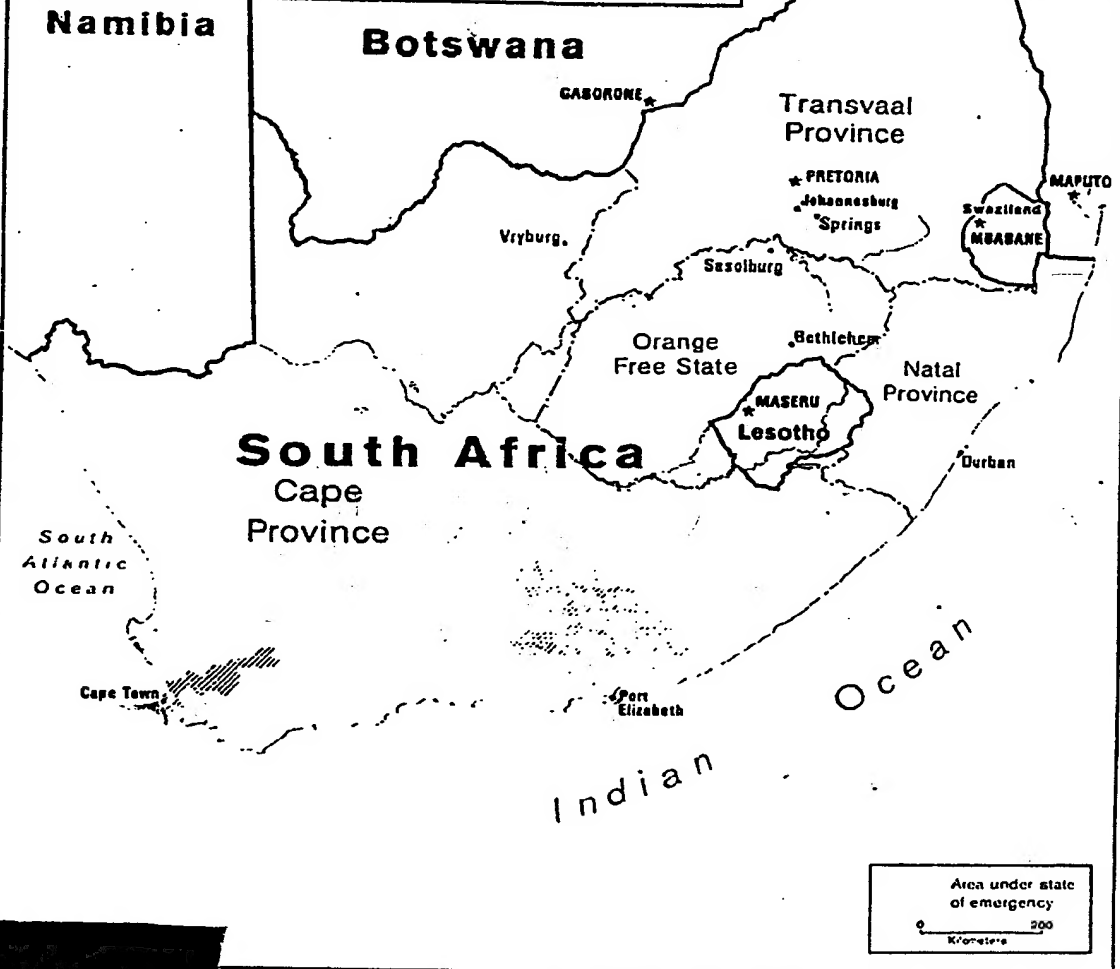 Namibia
Botswana
GABORONE
Transvaal
Province
PRETORIA
Johannesburg
Springs
MAPUTO
Swaziland
MBABANE
Vryburg
Sasolburg
Orange
Free State
Bethlehem
Natal
Province
MASERU
Lesotho
South Africa
Cape
Province
Durban
South
Atlantic
Ocean
Cape Town
Port
Elizabeth
Indian Ocean
Area under state
of emergency
0 200
Kilometers